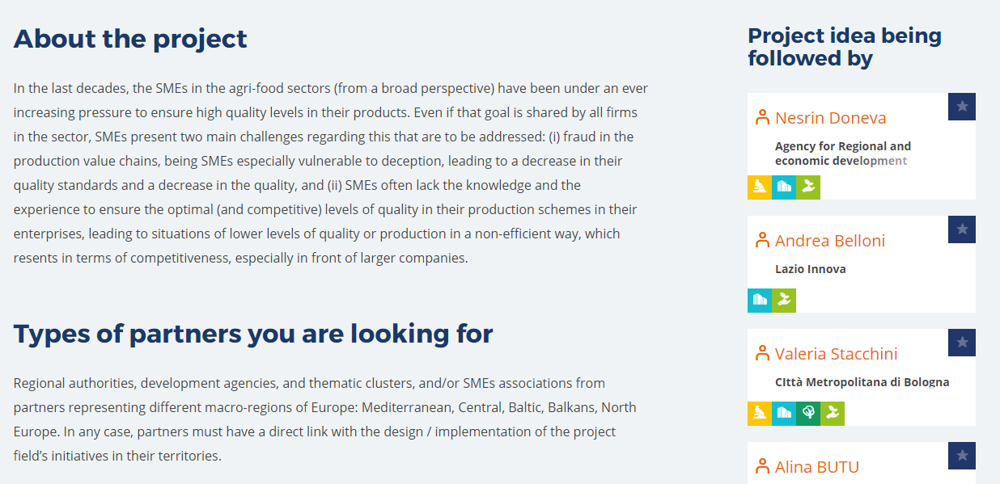 About the project
In the last decades, the SMEs in the agri-food sectors (from a broad perspective) have been under an ever
increasing pressure to ensure high quality levels in their products. Even if that goal is shared by all firms
in the sector, SMEs present two main challenges regarding this that are to be addressed: (i) fraud in the
production value chains, being SMEs especially vulnerable to deception, leading to a decrease in their
quality standards and a decrease in the quality, and (ii) SMEs often lack the knowledge and the
experience to ensure the optimal (and competitive) levels of quality in their production schemes in their
enterprises, leading to situations of lower levels of quality or production in a non-efficient way, which
resents in terms of competitiveness, especially in front of larger companies.
Types of partners you are looking for
Regional authorities, development agencies, and thematic clusters, and/or SMEs associations from
partners representing different macro-regions of Europe: Mediterranean, Central, Baltic, Balkans, North
Europe. In any case, partners must have a direct link with the design / implementation of the project
field's initiatives in their territories.
Project idea being
followed by
Nesrin Doneva
Agency for Regional and
economic development
Andrea Belloni
Lazio Innova
Valeria Stacchini
CIttà Metropolitana di Bologna
Alina BUTU